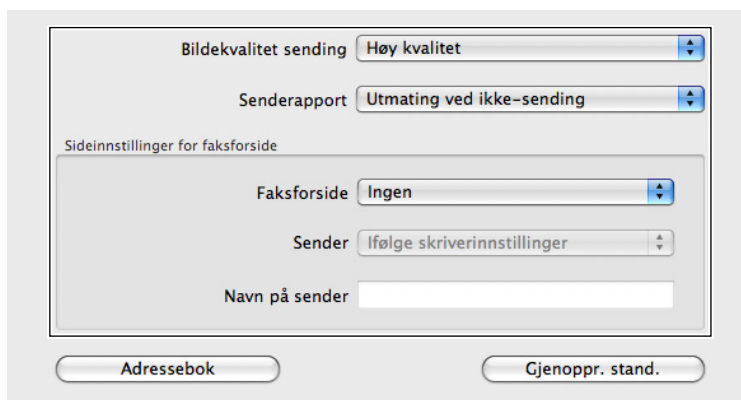 Bildekvalitet sending Høy kvalitet
Senderapport Utmating ved ikke-sending
Sideinnstillinger for faksforside
Faksforside Ingen
Sender Ifølge skriverinnstillinger
Navn på sender
Adressebok Gjenoppr. stand.